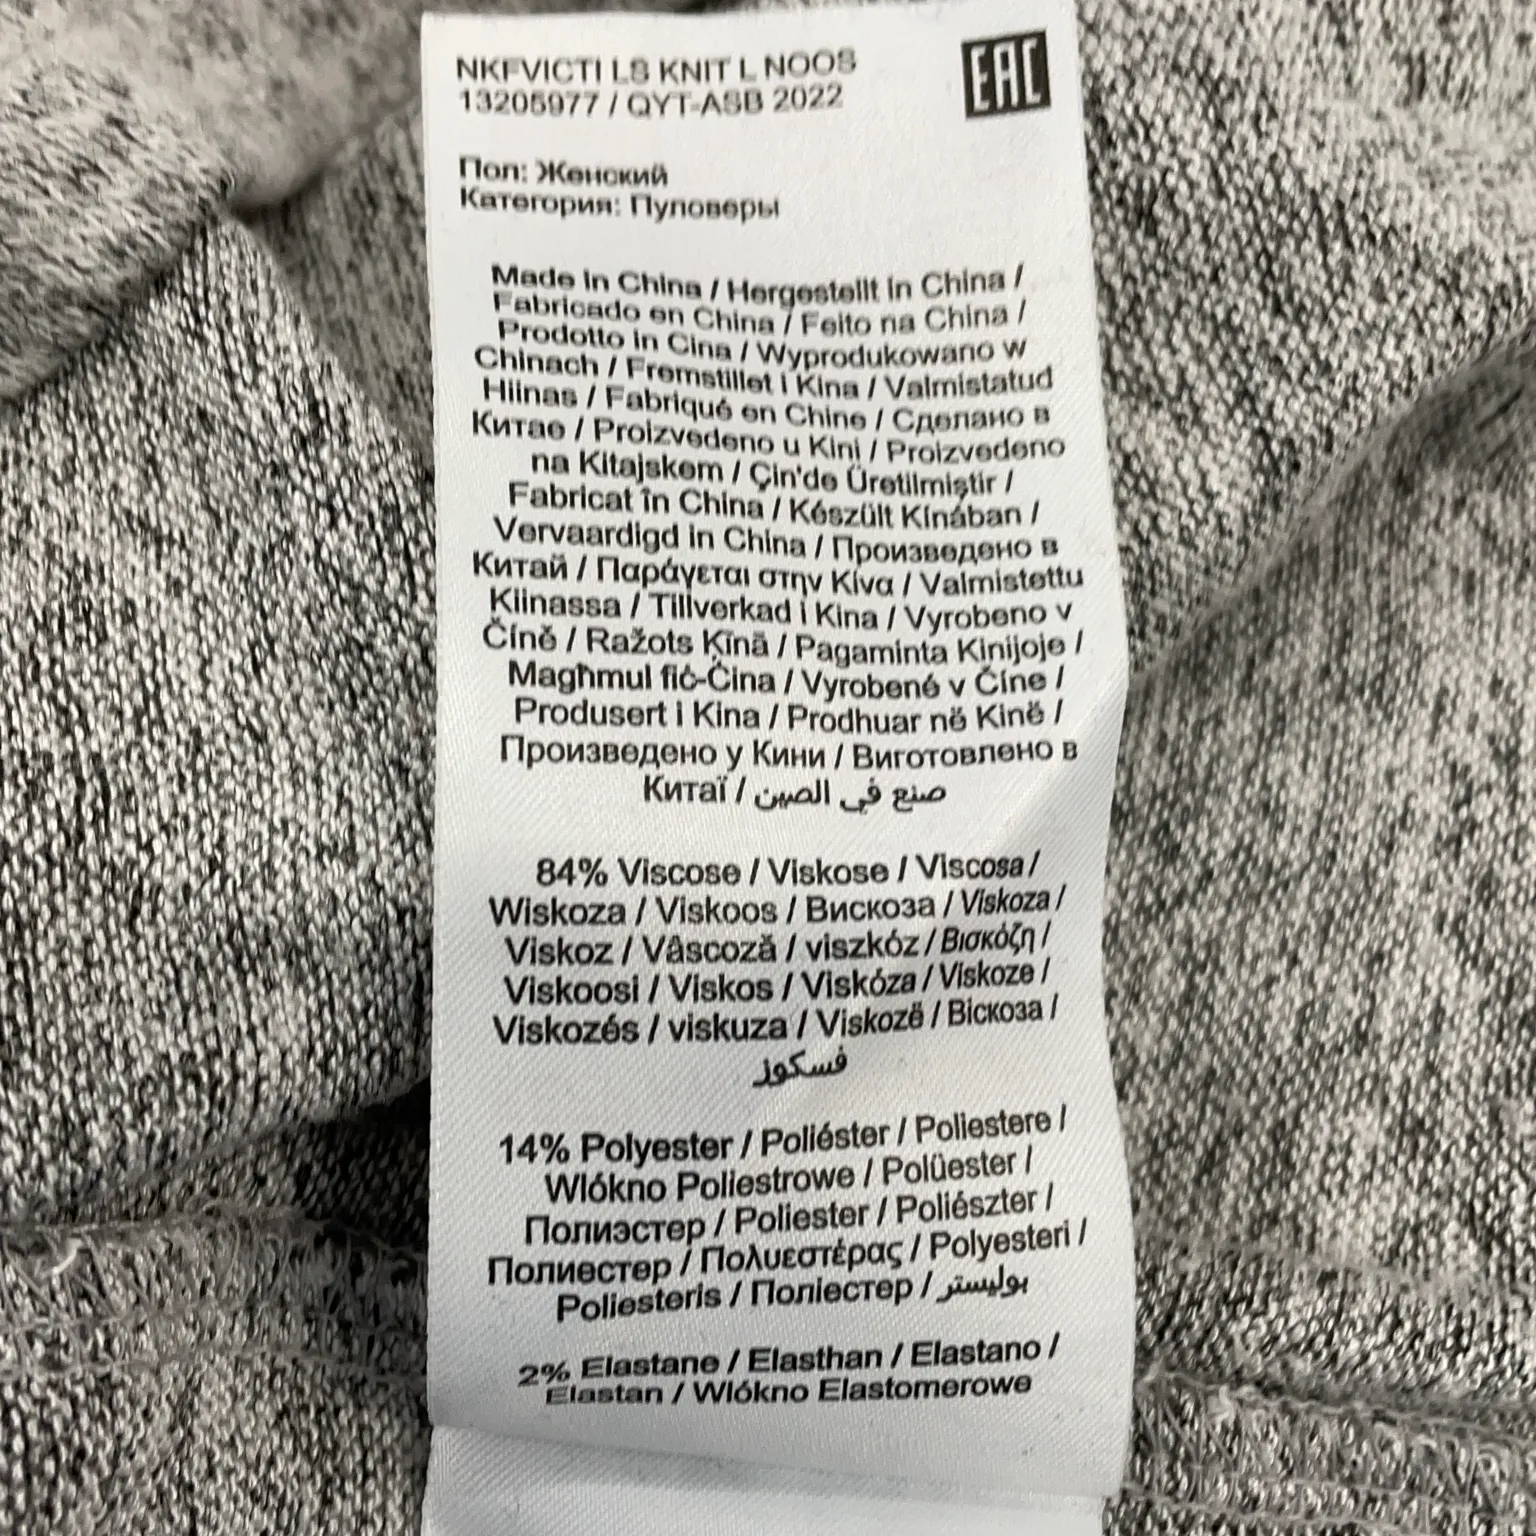 NKFVICTI LS KNIT L NOOS
13205977 / QYT-ASB 2022
EAC
Пол: Женский
Категория: Пуловеры
Made in China / Hergestellt in China /
Fabricado en China / Feito na China /
Prodotto in Cina / Wyprodukowano w
Chinach / Fremstillet i Kina / Valmistatud
Hiinas / Fabriqué en Chine / Сделано в
Китае / Proizvedeno u Kini / Proizvedeno
na Kitajskem / Çin'de Üretilmiştir /
Fabricat în China / Készült Kínában /
Vervaardigd in China / Произведено в
Китай / Παράγεται στην Κίνα / Valmistettu
Kiinassa / Tillverkad i Kina / Vyrobeno v
Číně / Ražots Ķīnā / Pagaminta Kinijoje /
Magħmul fiċ-Ċina / Vyrobené v Číne /
Produsert i Kina / Prodhuar në Kinë /
Произведено у Кини / Виготовлено в
Китаї / صنع في الصين
84% Viscose / Viskose / Viscosa /
Wiskoza / Viskoos / Вискоза / Viskoza /
Viskoz / Vâscoză / viszkóz / Βισκόζη /
Viskoosi / Viskos / Viskóza / Viskoze /
Viskozés / viskuza / Viskozë / Віскоза /
فسكوز
14% Polyester / Poliéster / Poliestere /
Wlókno Poliestrowe / Polüester /
Полиэстер / Poliester / Poliészter /
Полиестер / Πολυεστέρας / Polyesteri /
Poliesteris / Поліестер / بوليستر
2% Elastane / Elasthan / Elastano /
Elastan / Wlókno Elastomerowe